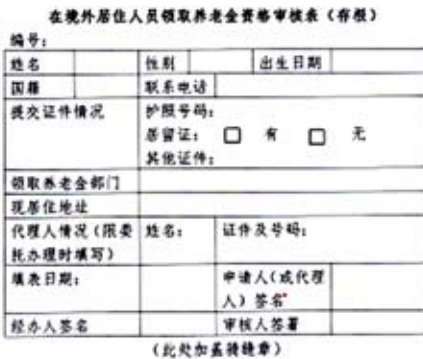 在境外居住人员领取养老金资格审核表（存根）
编号：
姓名 性别 出生日期
国籍 联系电话
提交证件情况 护照号码：
居留证： □ 有 □ 无
其他证件：
领取养老金部门
现居住地址
代理人情况（限委 姓名： 证件及号码：
托办理时填写）
填表日期： 申请人（或代理
人）签名
经办人签名 审核人签署
（此处加盖骑缝章）